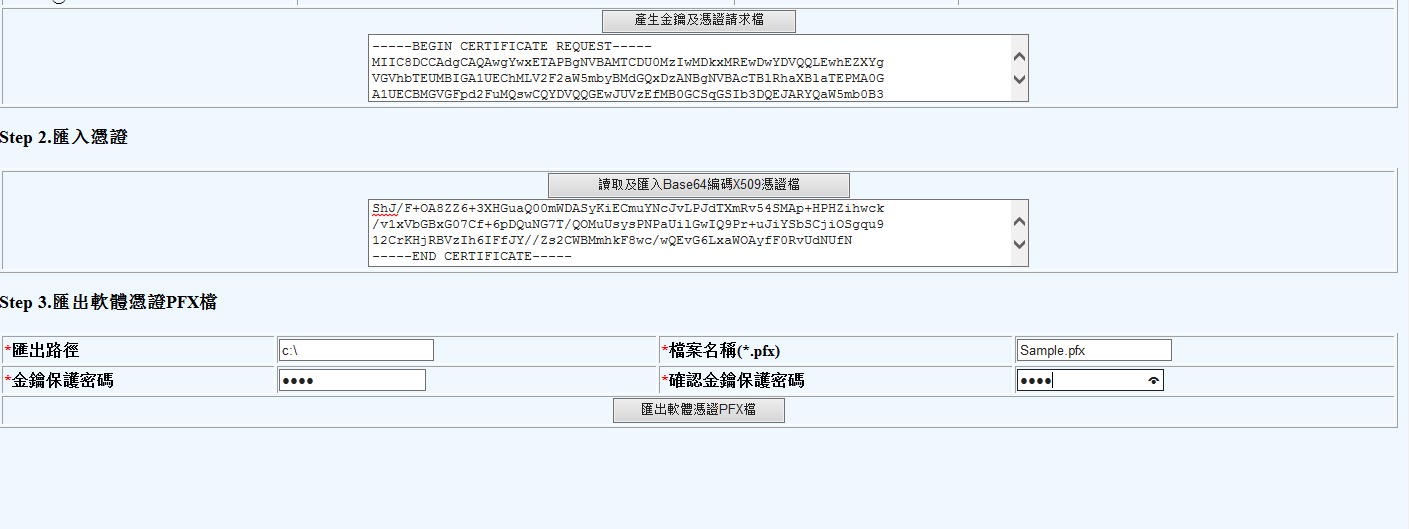 產生金鑰及憑證請求檔
-----BEGIN CERTIFICATE REQUEST-----
MIIC8DCCAdgCAQAwgYwxETAPBgNVBAMTCDU0MzIwMDkxMREwDwYDVQQLEwhEZXYg
VGVhbTEUMBIGA1UEChMLV2F2aW5mbyBMdGQxDzANBgNVBAcTBlRhaXBlaTEPMA0G
A1UECBMGVGFpd2FuMQswCQYDVQQGEwJUVzEfMB0GCSqGSIb3DQEJARYQaW5mb0B3
Step 2.匯入憑證
讀取及匯入Base64編碼X509憑證檔
ShJ/F+OA8ZZ6+3XHGuaQ00mWDASyKiECmuYNcJvLPJdTXmRv54SMAp+HPHZihwck
/v1xVbGBxG07Cf+6pDQuNG7T/QOMuUsysPNPaUilGwIQ9Pr+uJiYSbSCjiOSgqu9
12CrKHjRBVzIh6IFfJY//Zs2CWBMmhkF8wc/wQEvG6LxaWOAyfF0RvUdNUfN
-----END CERTIFICATE-----
Step 3.匯出軟體憑證PFX檔
*匯出路徑 c:\ *檔案名稱(*.pfx) Sample.pfx
*金鑰保護密碼 ●●●● *確認金鑰保護密碼 ●●●●
匯出軟體憑證PFX檔